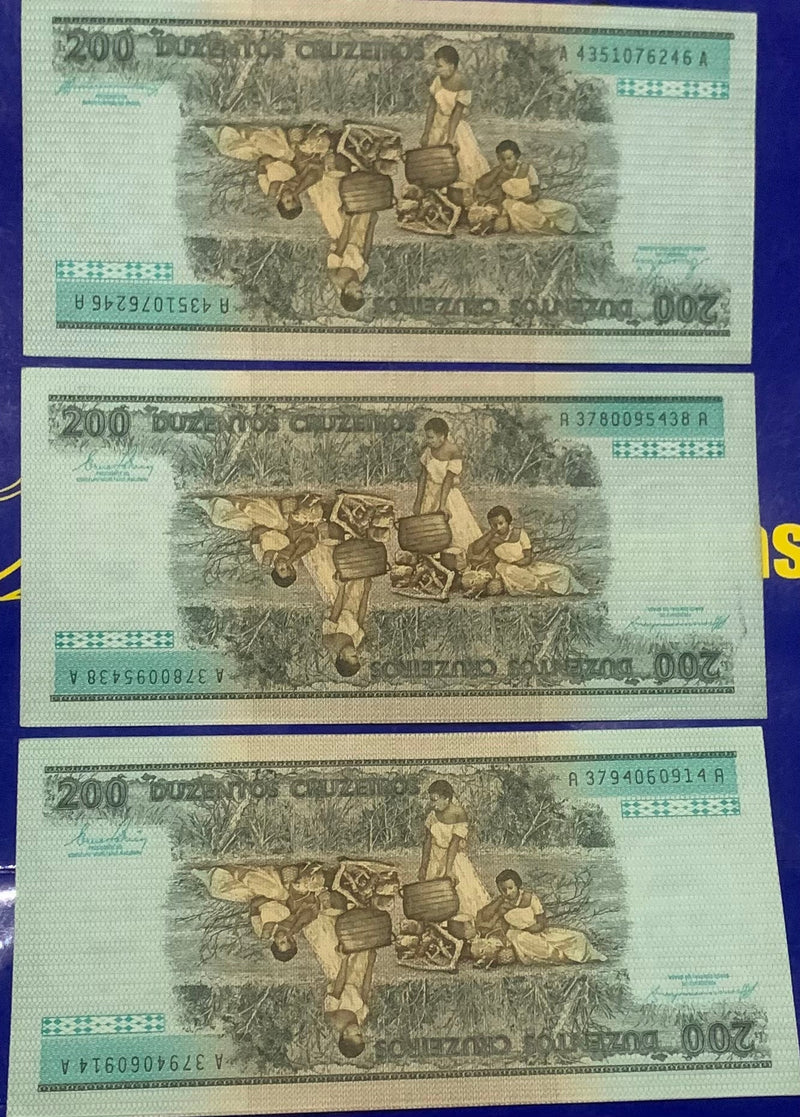 200 DUZENTOS CRUZEIROS A 4351076246 A
A 4351076246 A DUZENTOS CRUZEIROS 200
200 DUZENTOS CRUZEIROS A 3780095438 A
A 3780095438 A DUZENTOS CRUZEIROS 200
200 DUZENTOS CRUZEIROS A 3794060914 A
A 3794060914 A DUZENTOS CRUZEIROS 200